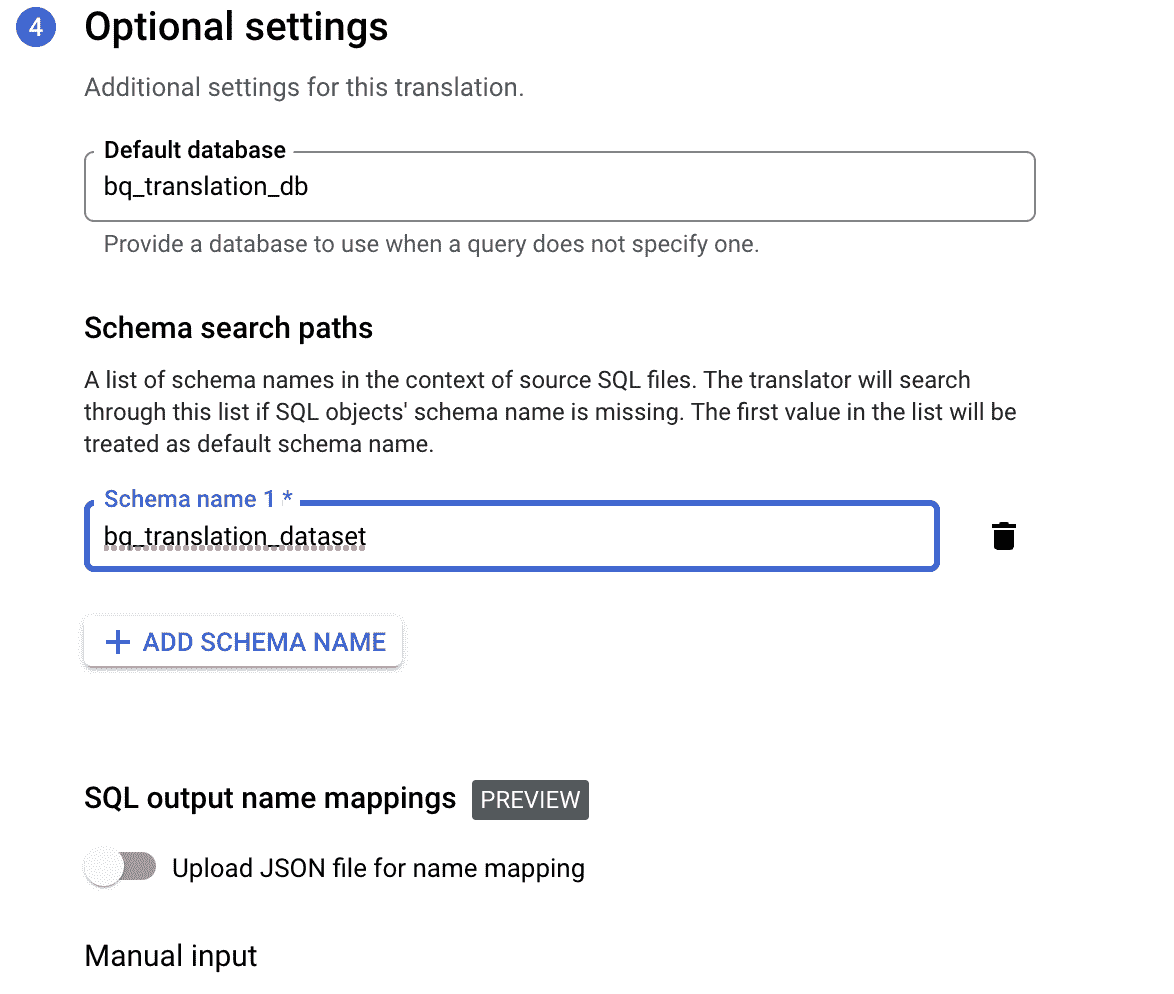 4
Optional settings
Additional settings for this translation.
Default database
bq_translation_db
Provide a database to use when a query does not specify one.
Schema search paths
A list of schema names in the context of source SQL files. The translator will search
through this list if SQL objects' schema name is missing. The first value in the list will be
treated as default schema name.
Schema name 1 *
bq_translation_dataset
+ ADD SCHEMA NAME
SQL output name mappings PREVIEW
Upload JSON file for name mapping
Manual input